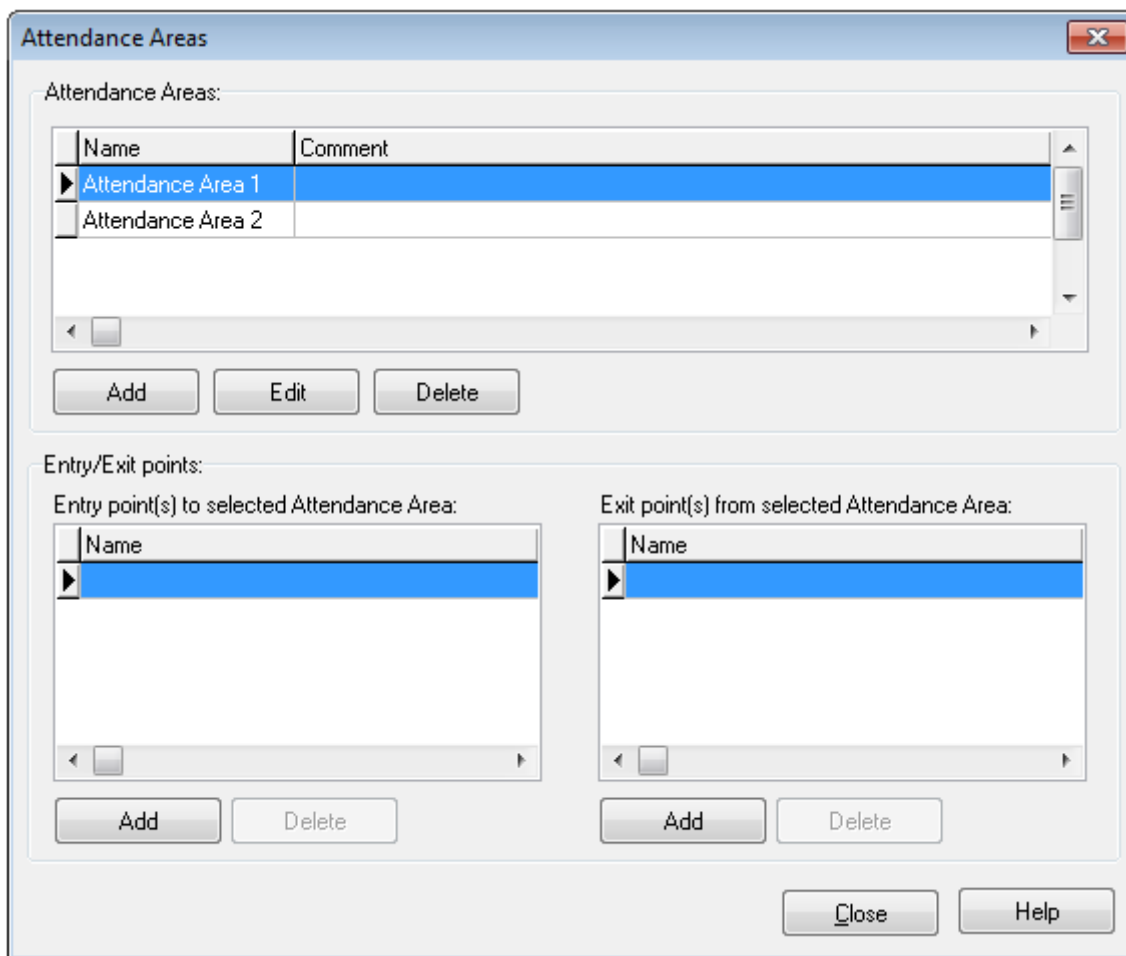 Attendance Areas
Attendance Areas:
Name Comment
Attendance Area 1
Attendance Area 2
Add Edit Delete
Entry/Exit points:
Entry point(s) to selected Attendance Area: Exit point(s) from selected Attendance Area:
Name Name
Add Delete Add Delete
Close Help